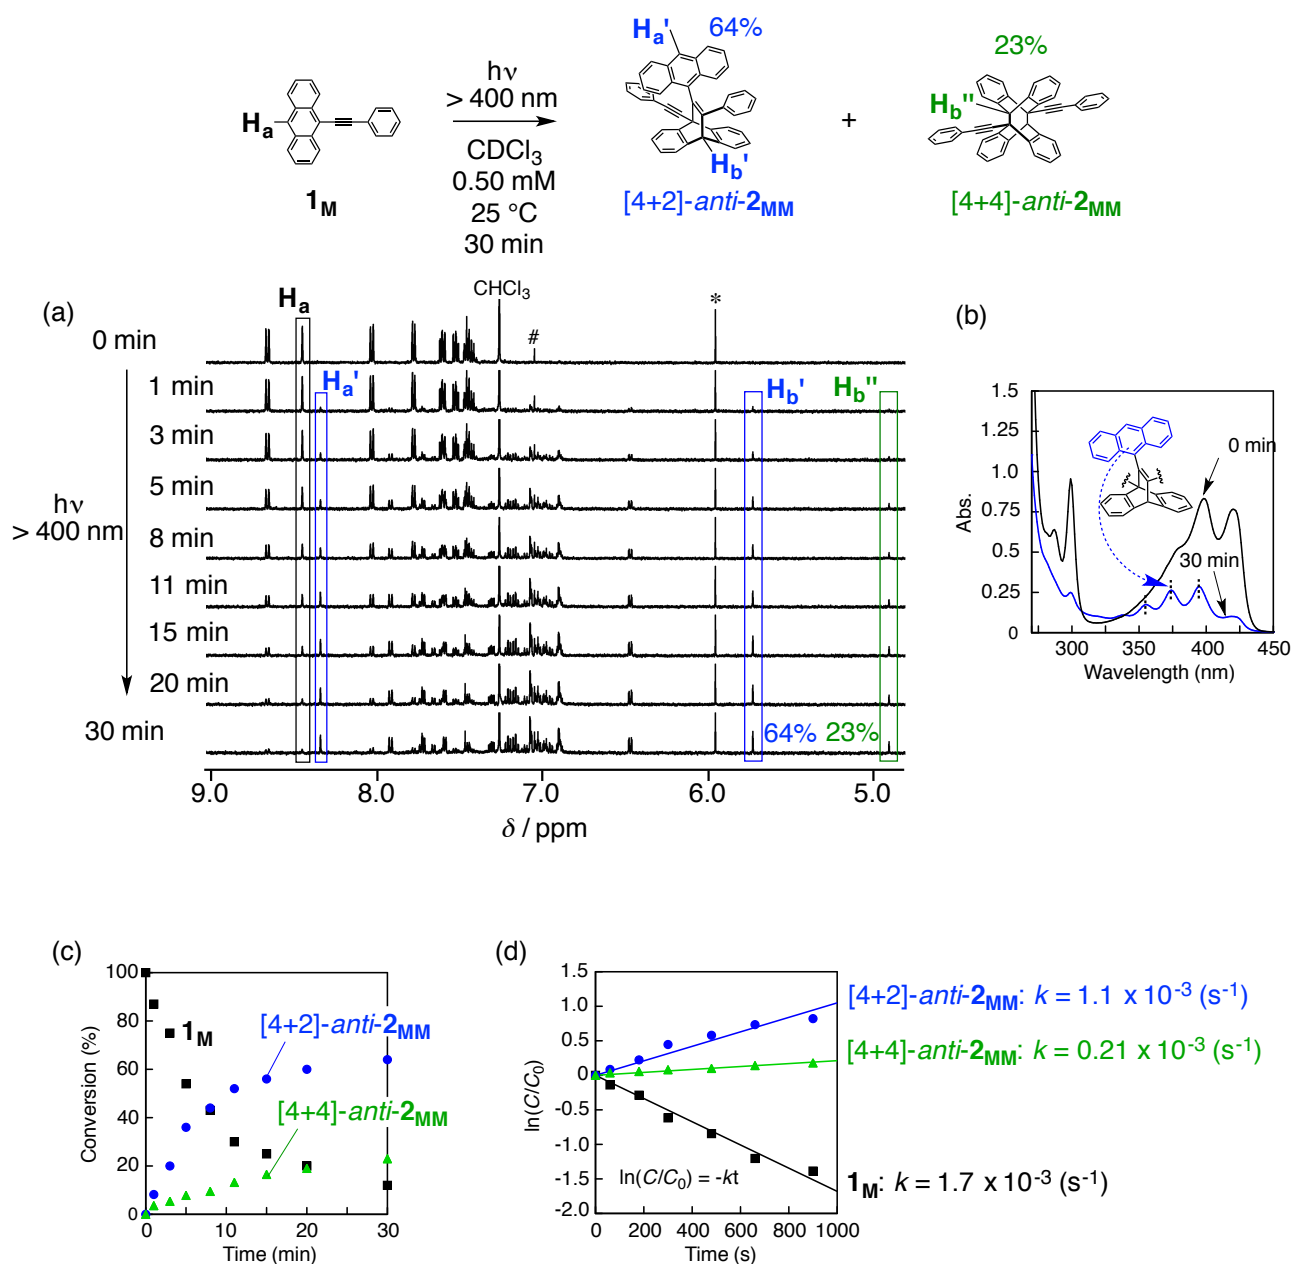 Ha'
64%
23%
hν
> 400 nm
Ha
Hb"
+
CDCl3
0.50 mM
25 °C
30 min
1M
Hb'
[4+2]-anti-2MM
[4+4]-anti-2MM
(a)
Ha
CHCl3
*
#
0 min
1 min
Ha'
Hb'
Hb"
3 min
5 min
hν
> 400 nm
8 min
11 min
15 min
20 min
30 min
64%
23%
9.0 8.0 7.0 6.0 5.0
δ / ppm
(b)
1.5
1.25
1.0
0.75
0.5
0.25
0
Abs.
0 min
30 min
300 350 400 450
Wavelength (nm)
(c)
100
80
60
40
20
0
Conversion (%)
1M
[4+2]-anti-2MM
[4+4]-anti-2MM
0 10 20 30
Time (min)
(d)
1.5
1.0
0.5
0
-0.5
-1.0
-1.5
-2.0
ln(C/C0)
ln(C/C0) = -kt
0 200 400 600 800 1000
Time (s)
[4+2]-anti-2MM: k = 1.1 x 10-3 (s-1)
[4+4]-anti-2MM: k = 0.21 x 10-3 (s-1)
1M: k = 1.7 x 10-3 (s-1)